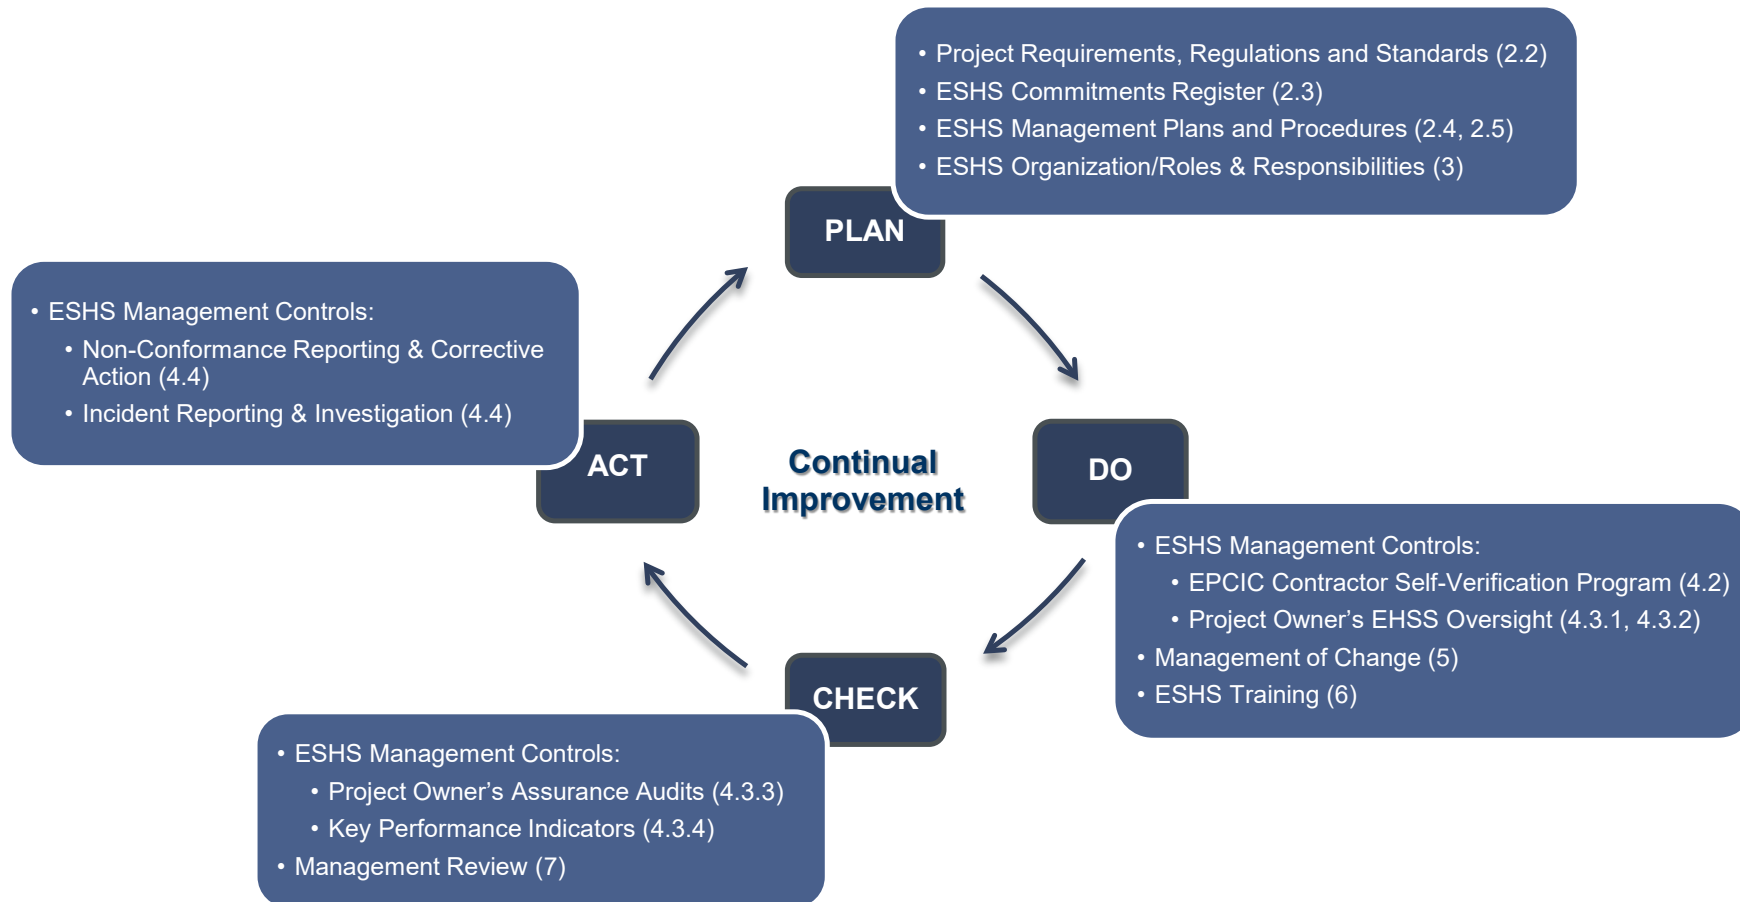 • Project Requirements, Regulations and Standards (2.2)
• ESHS Commitments Register (2.3)
• ESHS Management Plans and Procedures (2.4, 2.5)
• ESHS Organization/Roles & Responsibilities (3)
PLAN
• ESHS Management Controls:
• Non-Conformance Reporting & Corrective
Action (4.4)
• Incident Reporting & Investigation (4.4)
ACT
Continual
Improvement
DO
• ESHS Management Controls:
• EPCIC Contractor Self-Verification Program (4.2)
• Project Owner’s EHSS Oversight (4.3.1, 4.3.2)
• Management of Change (5)
• ESHS Training (6)
CHECK
• ESHS Management Controls:
• Project Owner’s Assurance Audits (4.3.3)
• Key Performance Indicators (4.3.4)
• Management Review (7)